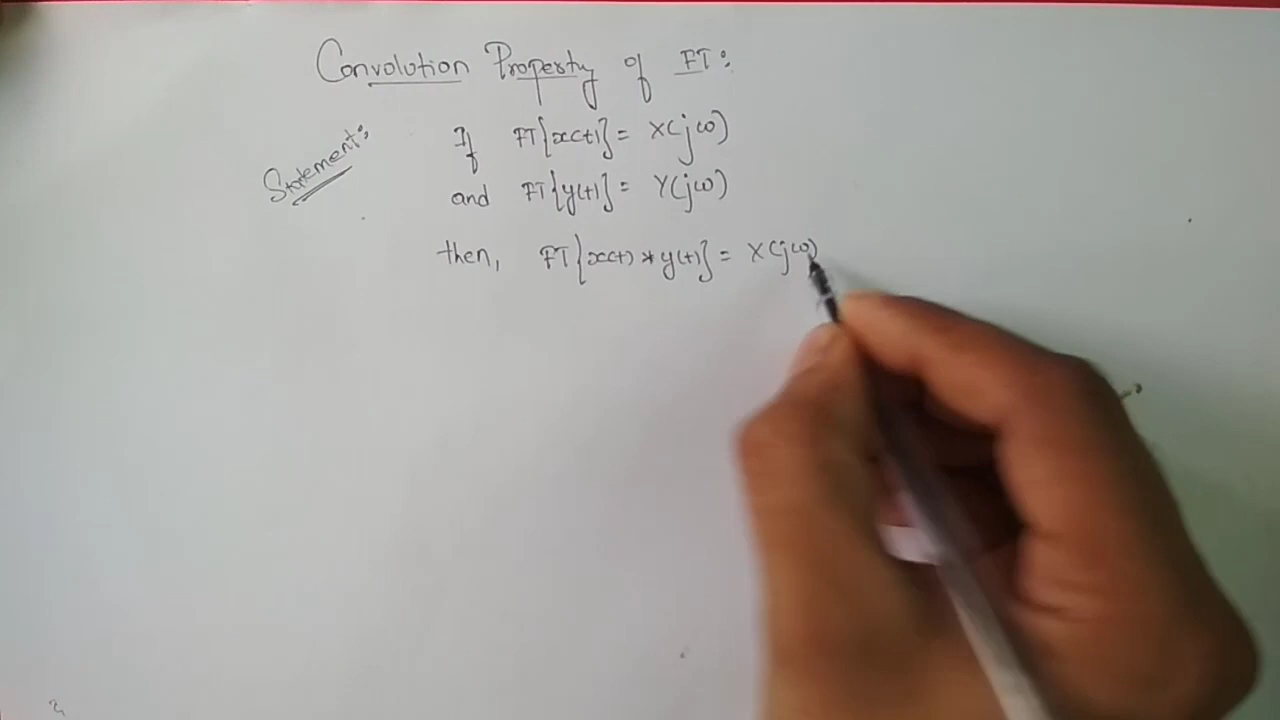 Convolution Property of FT:
Statement:
If FT{x(t)} = X(jω)
and FT{y(t)} = Y(jω)
then, FT{x(t) * y(t)} = X(jω)